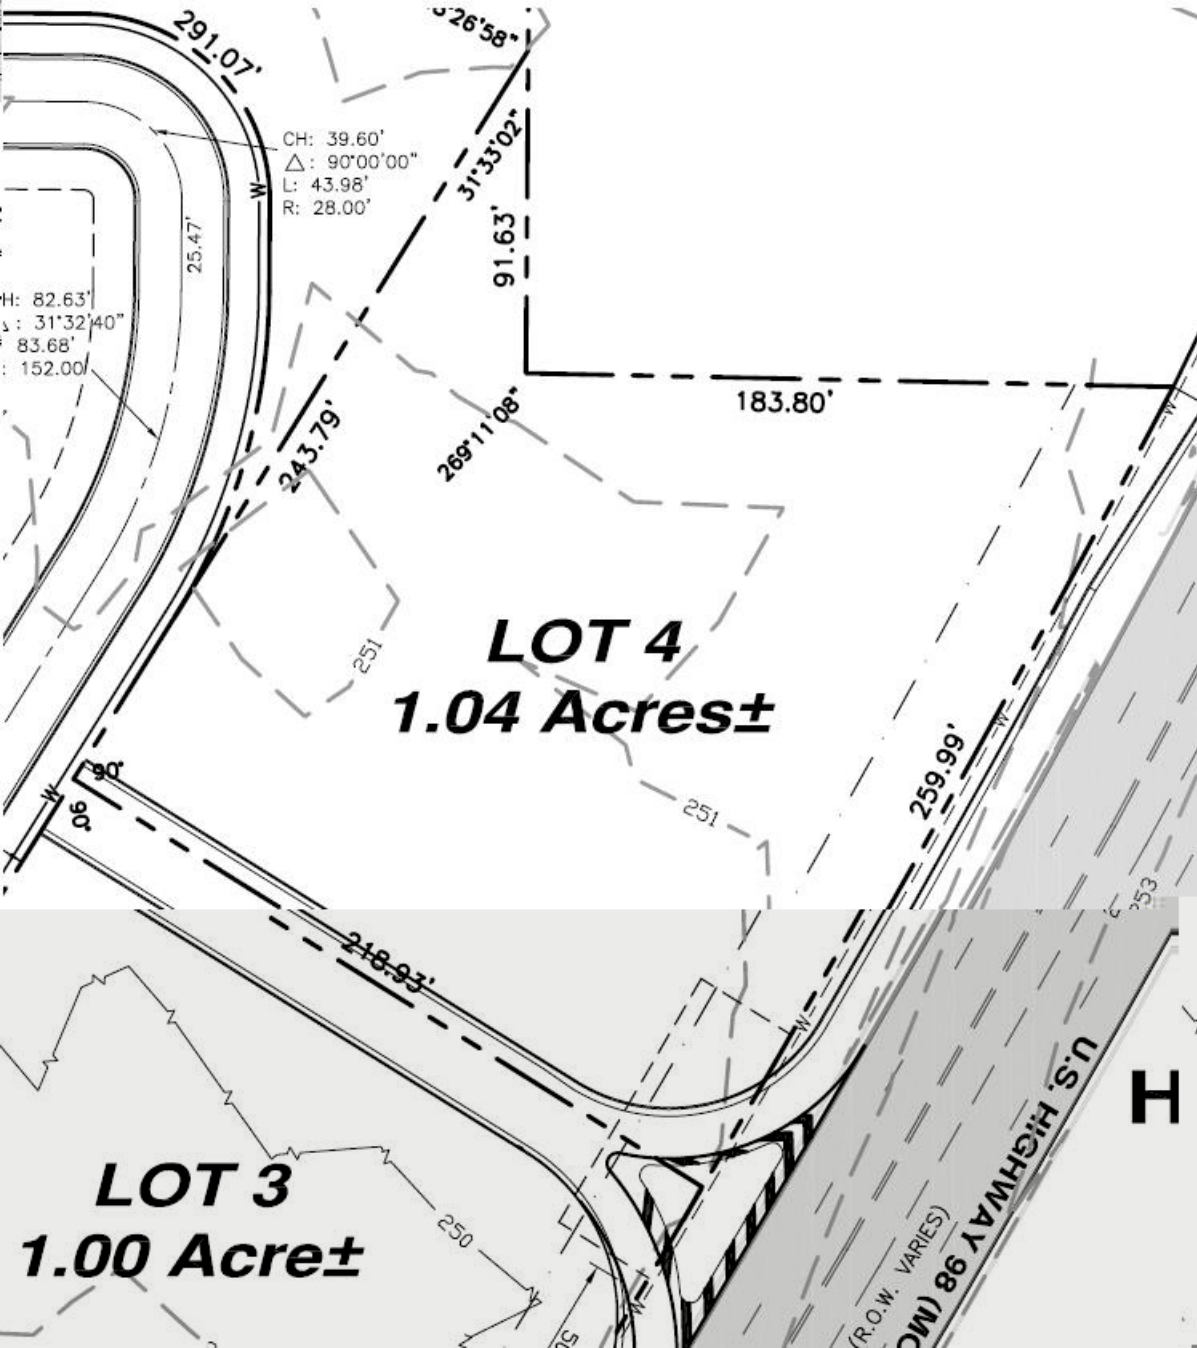 291.07'
26'58"
CH: 39.60'
△: 90°00'00"
L: 43.98'
R: 28.00'
31°33'02"
91.63'
25.47'
H: 82.63'
: 31°32'40"
83.68'
: 152.00'
W
183.80'
W
243.79'
269°11'08"
LOT 4
1.04 Acres±
251
W
259.99'
90°
W
90°
251
253
218.93'
W
U.S. HIGHWAY 98 (MO
H
LOT 3
1.00 Acre±
250
(R.O.W. VARIES)
W
50